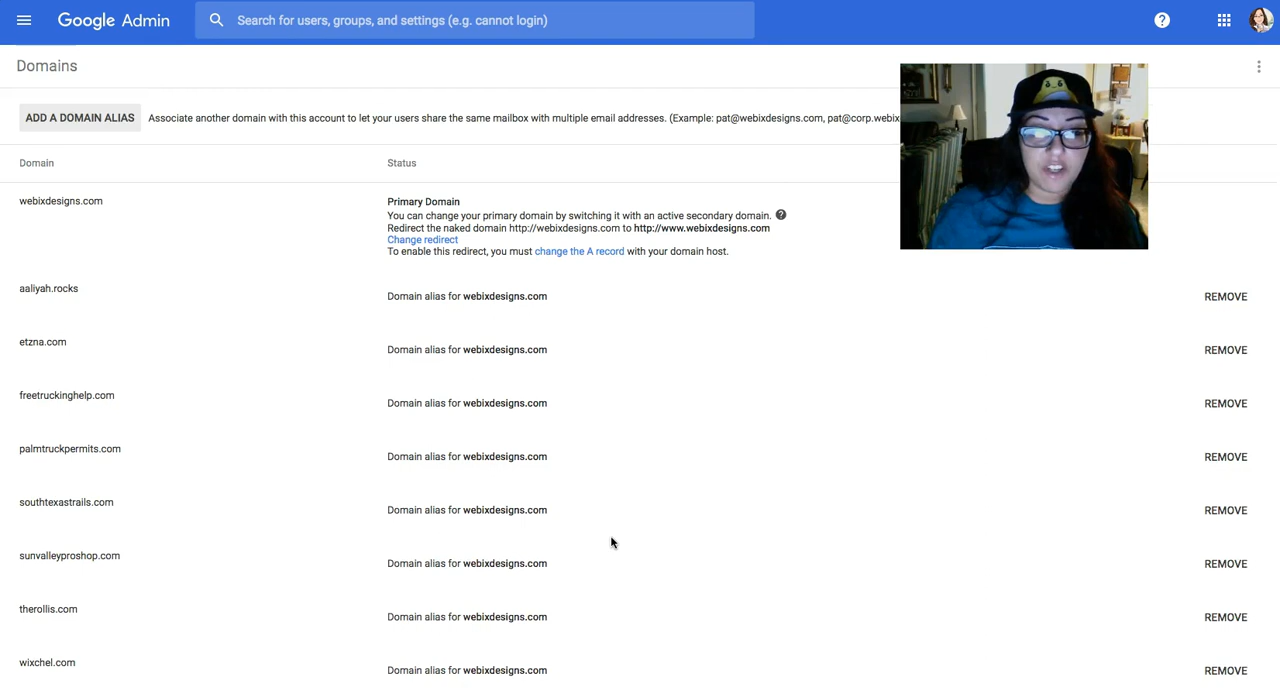 Google Admin
Search for users, groups, and settings (e.g. cannot login)
Domains
ADD A DOMAIN ALIAS
Associate another domain with this account to let your users share the same mailbox with multiple email addresses. (Example: pat@webixdesigns.com, pat@corp.webix
Domain Status
webixdesigns.com
Primary Domain
You can change your primary domain by switching it with an active secondary domain.
Redirect the naked domain http://webixdesigns.com to http://www.webixdesigns.com
Change redirect
To enable this redirect, you must change the A record with your domain host.
aaliyah.rocks
Domain alias for webixdesigns.com REMOVE
etzna.com
Domain alias for webixdesigns.com REMOVE
freetruckinghelp.com
Domain alias for webixdesigns.com REMOVE
palmtruckpermits.com
Domain alias for webixdesigns.com REMOVE
southtexastrails.com
Domain alias for webixdesigns.com REMOVE
sunvalleyproshop.com
Domain alias for webixdesigns.com REMOVE
therollis.com
Domain alias for webixdesigns.com REMOVE
wixchel.com
Domain alias for webixdesigns.com REMOVE